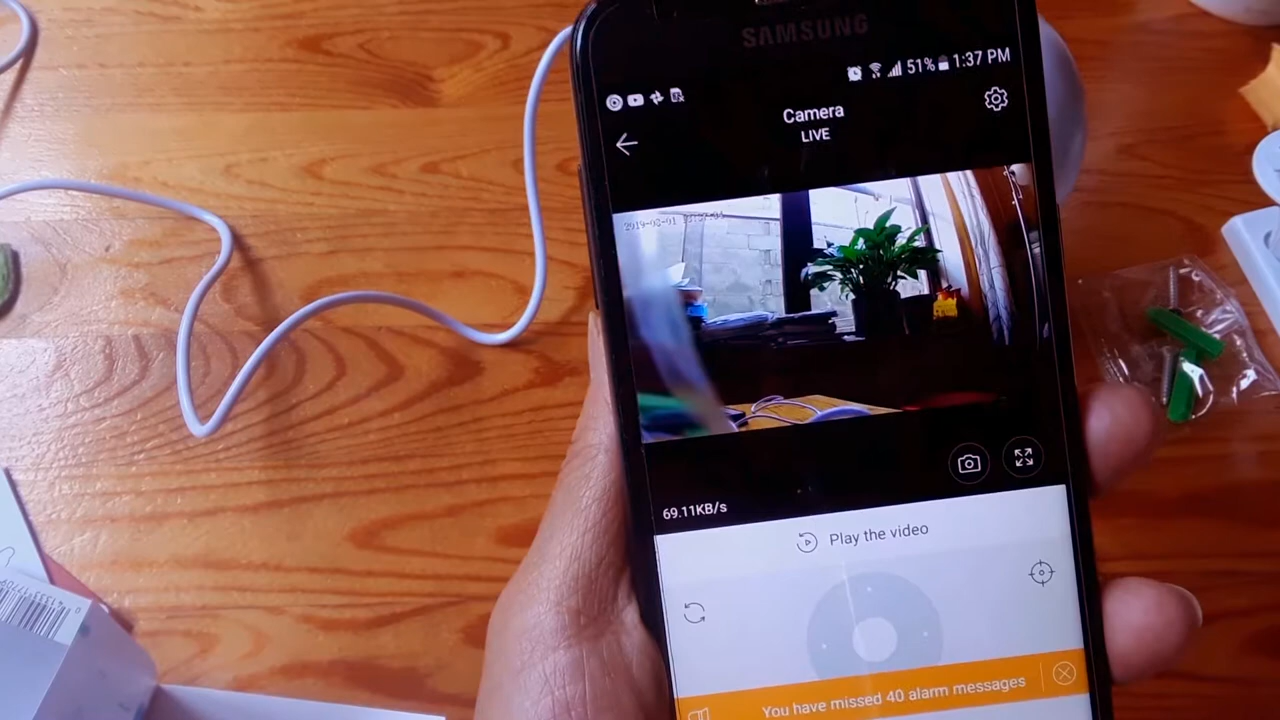 SAMSUNG
51% 1:37 PM
Camera
LIVE
69.11KB/s
Play the video
You have missed 40 alarm messages